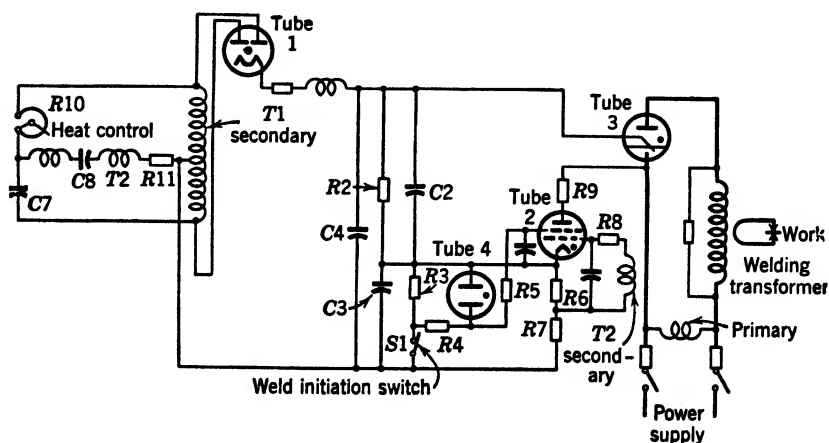 Tube
1
R10
Heat control
T1
secondary
C8
T2
R11
C7
R2
C2
C4
C3
R3
Tube 4
R4
S1
Weld initiation switch
R5
Tube
2
R9
R8
R6
R7
T2
second-
ary
Tube
3
Work
Welding
transformer
Primary
Power
supply